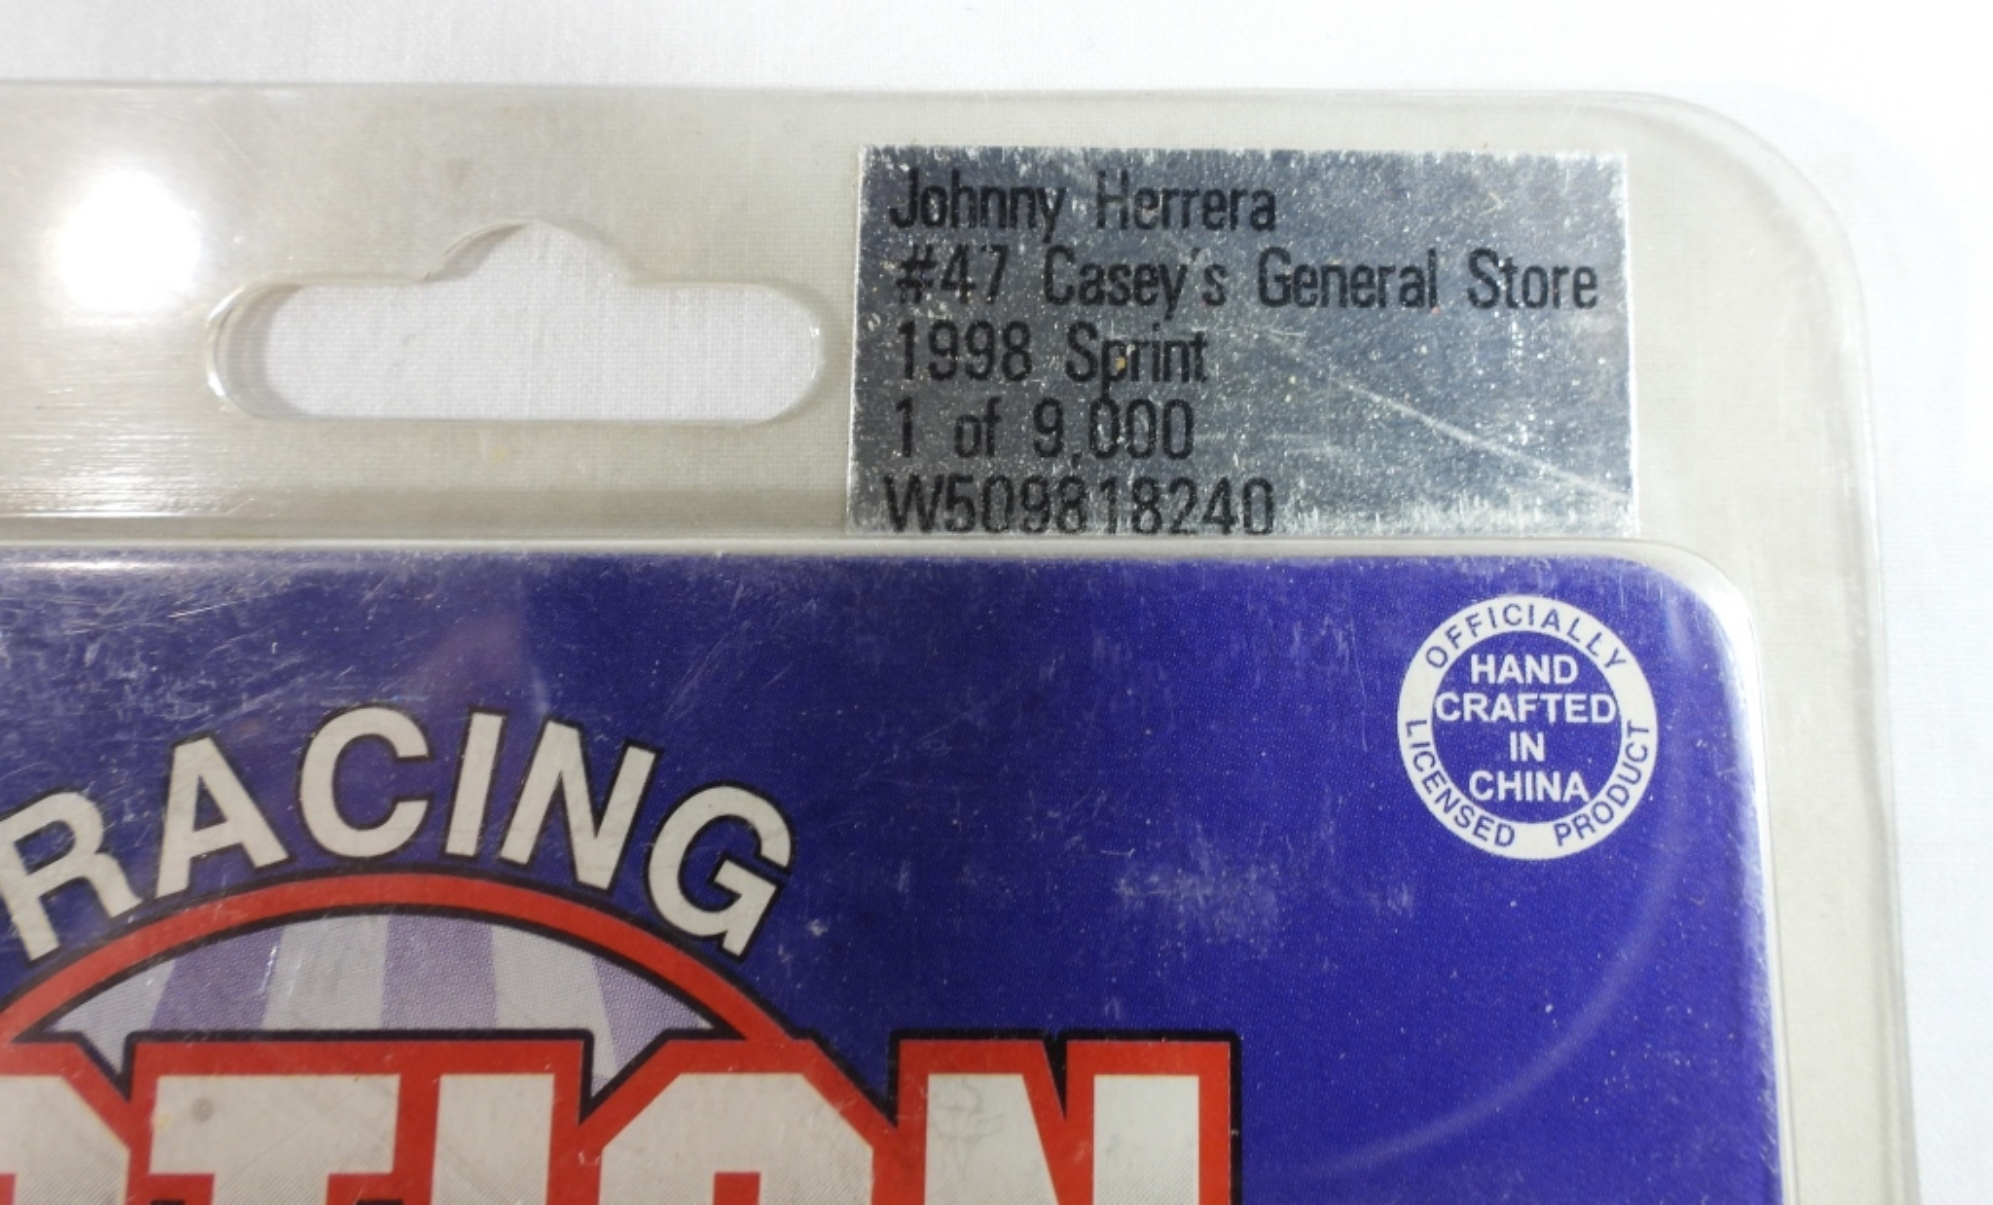 Johnny Herrera
#47 Casey's General Store
1998 Sprint
1 of 9,000
W509818240
OFFICIALLY
HAND
CRAFTED
IN
CHINA
LICENSED PRODUCT
RACING